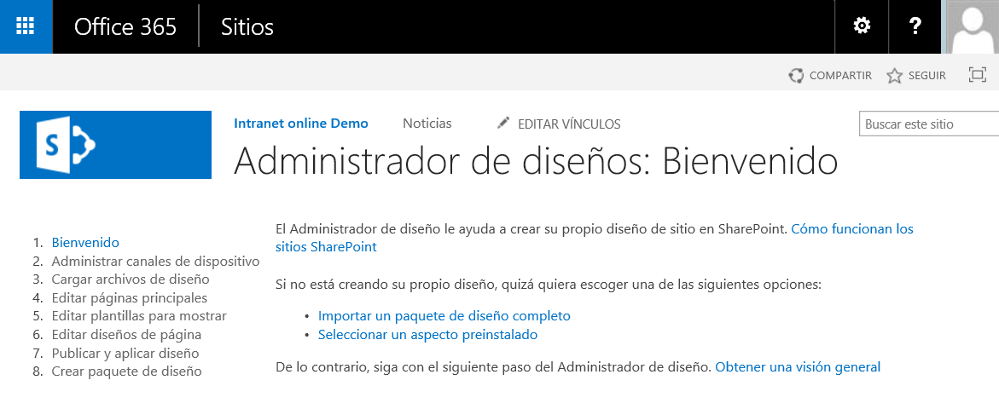 Office 365 Sitios ?
COMPARTIR SEGUIR
S
Intranet online Demo Noticias EDITAR VÍNCULOS
Buscar este sitio
Administrador de diseños: Bienvenido
1. Bienvenido
2. Administrar canales de dispositivo
3. Cargar archivos de diseño
4. Editar páginas principales
5. Editar plantillas para mostrar
6. Editar diseños de página
7. Publicar y aplicar diseño
8. Crear paquete de diseño
El Administrador de diseño le ayuda a crear su propio diseño de sitio en SharePoint. Cómo funcionan los
sitios SharePoint
Si no está creando su propio diseño, quizá quiera escoger una de las siguientes opciones:
• Importar un paquete de diseño completo
• Seleccionar un aspecto preinstalado
De lo contrario, siga con el siguiente paso del Administrador de diseño. Obtener una visión general